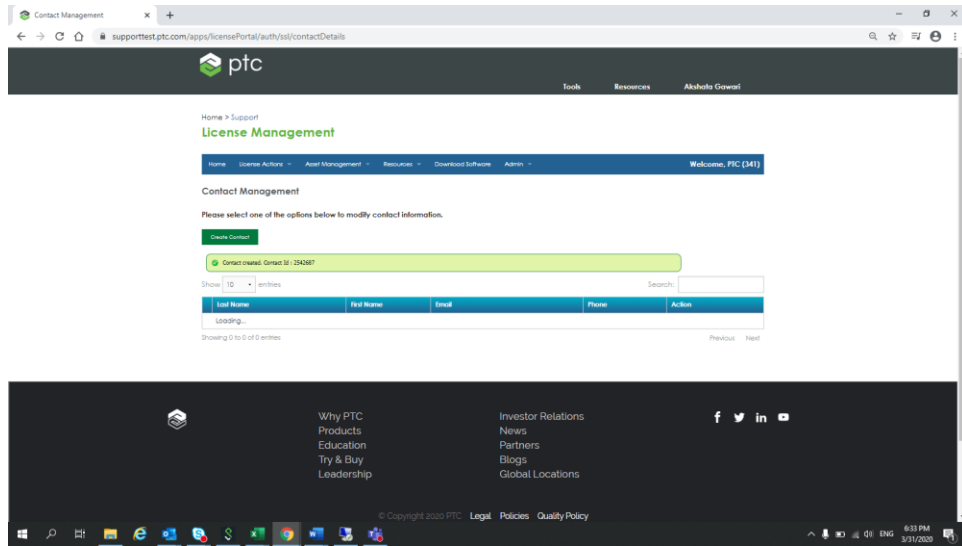 Contact Management
supporttest.ptc.com/apps/licensePortal/auth/ssl/contactDetails
ptc
Tools Resources Akshata Gawari
Home > Support
License Management
Home License Actions Asset Management Resources Download Software Admin Welcome, PTC (341)
Contact Management
Please select one of the options below to modify contact information.
Create Contact
Contact created. Contact Id : 2542687
Show 10 entries Search:
Last Name First Name Email Phone Action
Loading...
Showing 0 to 0 of 0 entries Previous Next
Why PTC Investor Relations
Products News
Education Partners
Try & Buy Blogs
Leadership Global Locations
© Copyright 2020 PTC Legal Policies Quality Policy
ENG 6:33 PM
3/31/2020